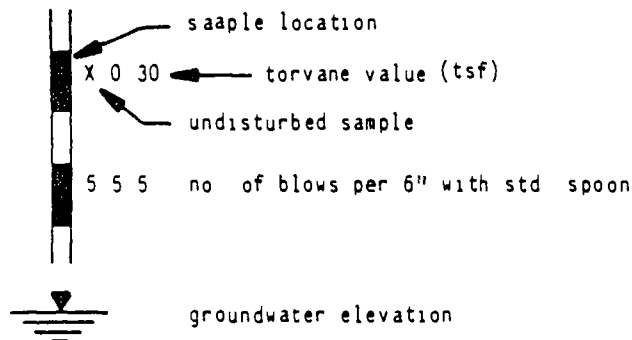 saaple location
X 0 30 torvane value (tsf)
undisturbed sample
5 5 5 no of blows per 6" with std spoon
groundwater elevation